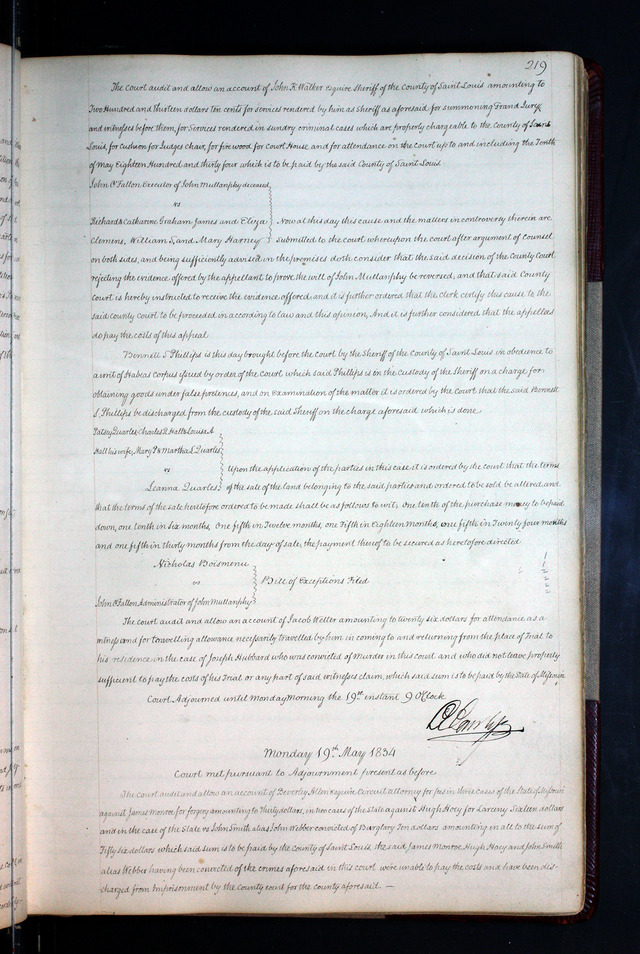 219
The Court audit and allow an account of John K Walker esquire Sheriff of the County of Saint Louis amounting to
Two Hundred and Thirteen dollars ten cents for services rendered by him as Sheriff as aforesaid, for summoning Grand Jury
and witnesses before them, for services rendered in sundry criminal cases which are properly chargeable to the County of Saint
Louis, for cushion for Judges chair, for fire wood for Court House, and for attendance on the court up to and including the Tenth
of May Eighteen Hundred and thirty four which is to be paid by the said County of Saint Louis
John O'Fallon Executor of John Mullanphy deceased
vs
Richard & Catharine Graham James and Eliza
Clemens, William S, and Mary Harney
Now at this day this cause and the matters in controversy therein are
submitted to the court whereupon the court after argument of counsel
on both sides, and being sufficiently advised in the premises doth consider that the said decision of the County Court
rejecting the evidence offered by the appellant to prove the will of John Mullanphy be reversed; and that said County
Court is hereby instructed to receive the evidence offered; and it is further ordered that the clerk certify this cause to the
said county court to be proceeded in according to law and this opinion, And it is further considered that the appellees
do pay the costs of this appeal.
Bonnell S Phillips is this day brought before the Court by the Sheriff of the County of Saint Louis in obedience to
a writ of Habeas Corpus issued by order of the Court which said Phillips is in the custody of the Sheriff on a charge for
obtaining goods under false pretenses, and on examination of the matter it is ordered by the Court that the said Bonnell
S, Phillips be discharged from the custody of the said Sheriff on the charge aforesaid which is done
Patsey Quarles Charles R Hall & Louisa A
Hall his wife, Mary P & Martha E Quarles
vs
Leanna Quarles
Upon the application of the parties in this case it is ordered by the court that the terms
of the sale of the land belonging to the said parties and ordered to be sold be altered, and
that the terms of the sale heretofore ordered to be made shall be as follows to wit, one tenth of the purchase money to be paid
down, one tenth in six months, One fifth in Twelve months, one fifth in Eighteen months, one fifth in Twenty four months
and one fifth in thirty months from the day of sale, the payment thereof to be secured as heretofore directed
Nicholas Boismenu
vs
John O'Fallon Administrator of John Mullanphy
Bill of Exceptions Filed
The court audit and allow an account of Jacob Welter amounting to twenty six dollars for attendance as a
witness and for travelling allowance necessarily travelled by him in coming to and returning from the place of Trial to
his residence in the case of Joseph Hubbard who was convicted of Murder in this court and who did not leave property
sufficient to pay the costs of his Trial or any part of said witnesses claim, which said sum is to be paid by the State of Missouri
Court Adjourned until Monday Morning the 19th instant 9 O'Clock
Monday 19th May 1834
Court met pursuant to Adjournment present as before
The court audit and allow an account of Beverly Allen esquire Circuit attorney for fees in three cases of the State of Missouri
against James Monroe for forgery amounting to Thirty dollars, in two cases of the State against Hugh Hoey for Larceny Sixteen dollars
and in the case of the State vs John Smith alias John Webber convicted of Burglary Ten dollars amounting in all to the sum of
Fifty six dollars which said sum is to be paid by the County of Saint Louis, the said James Monroe Hugh Hoey and John Smith
alias Webber having been convicted of the crimes aforesaid in this court were unable to pay the costs and have been dis-
charged from imprisonment by the County court for the county aforesaid —